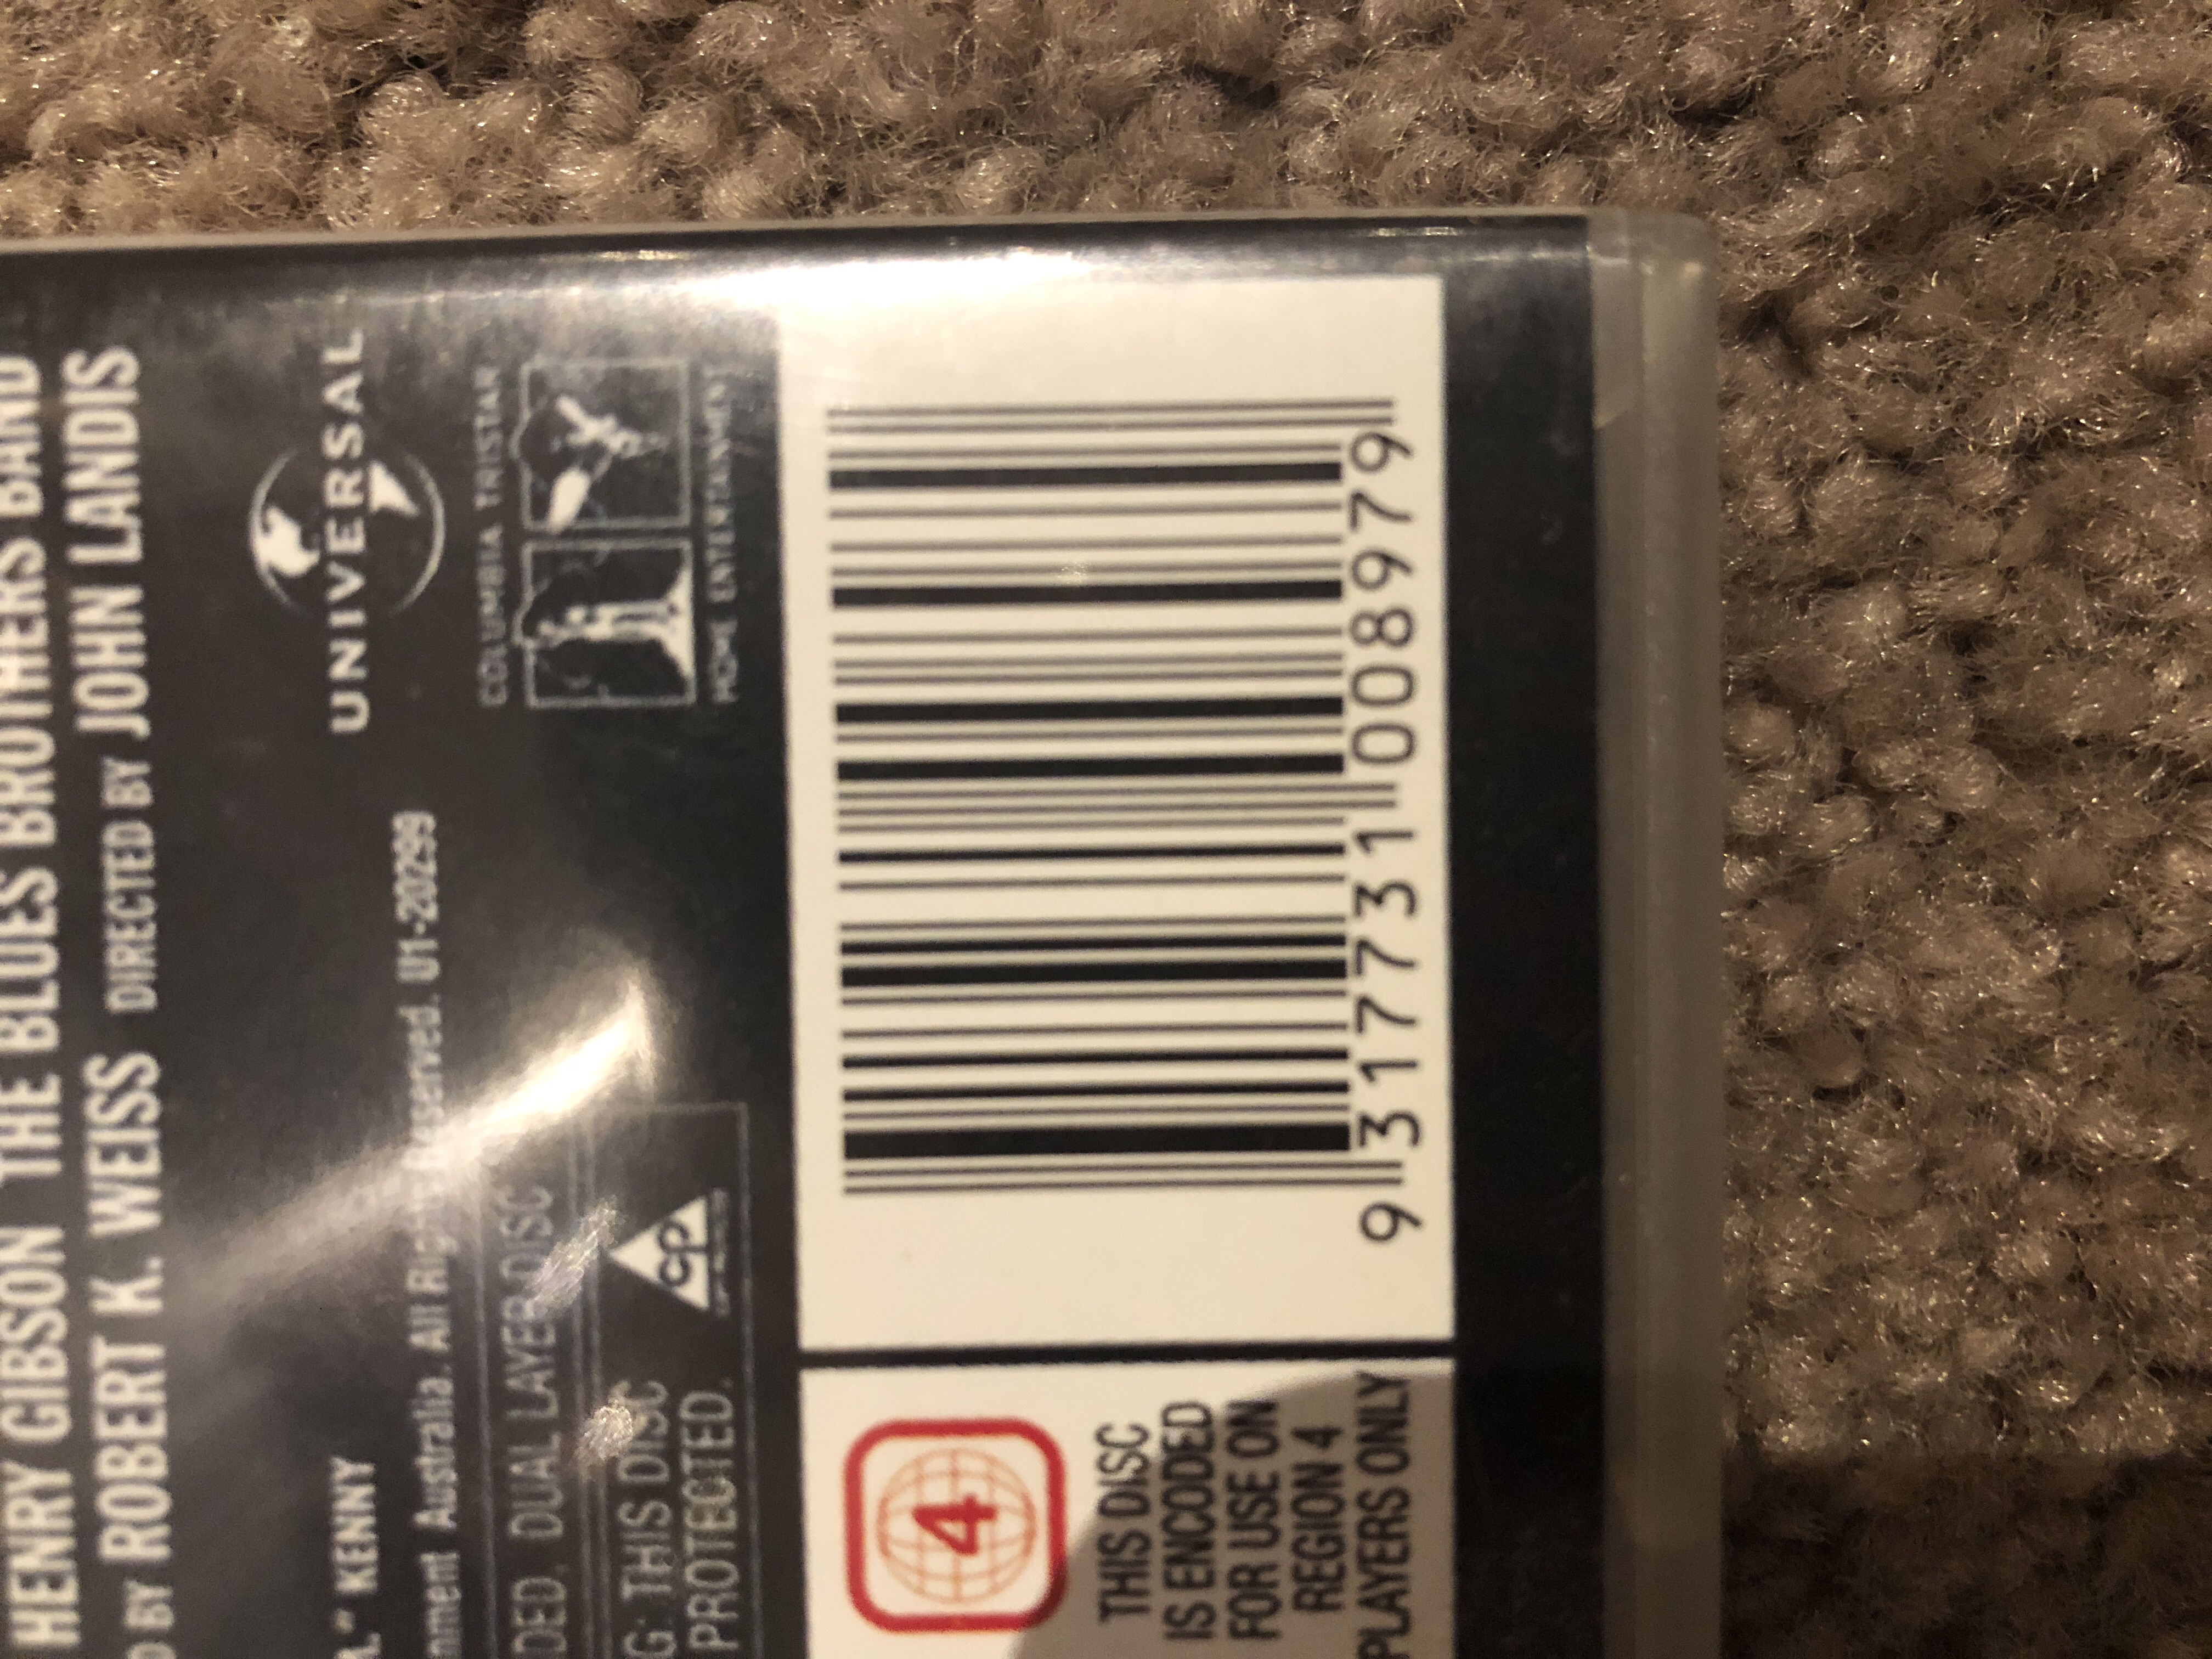 HENRY GIBSON THE BLUES BROTHERS BAND
BY ROBERT K. WEISS DIRECTED BY JOHN LANDIS
KENNY
UNIVERSAL
Australia. All Rights Reserved. U1-20299
COLUMBIA TRISTAR
DUAL LAYER DISC
THIS DISC
PROTECTED.
cp
HOME ENTERTAINMENT
4
THIS DISC
IS ENCODED
FOR USE ON
REGION 4
PLAYERS ONLY
9 317731 008979